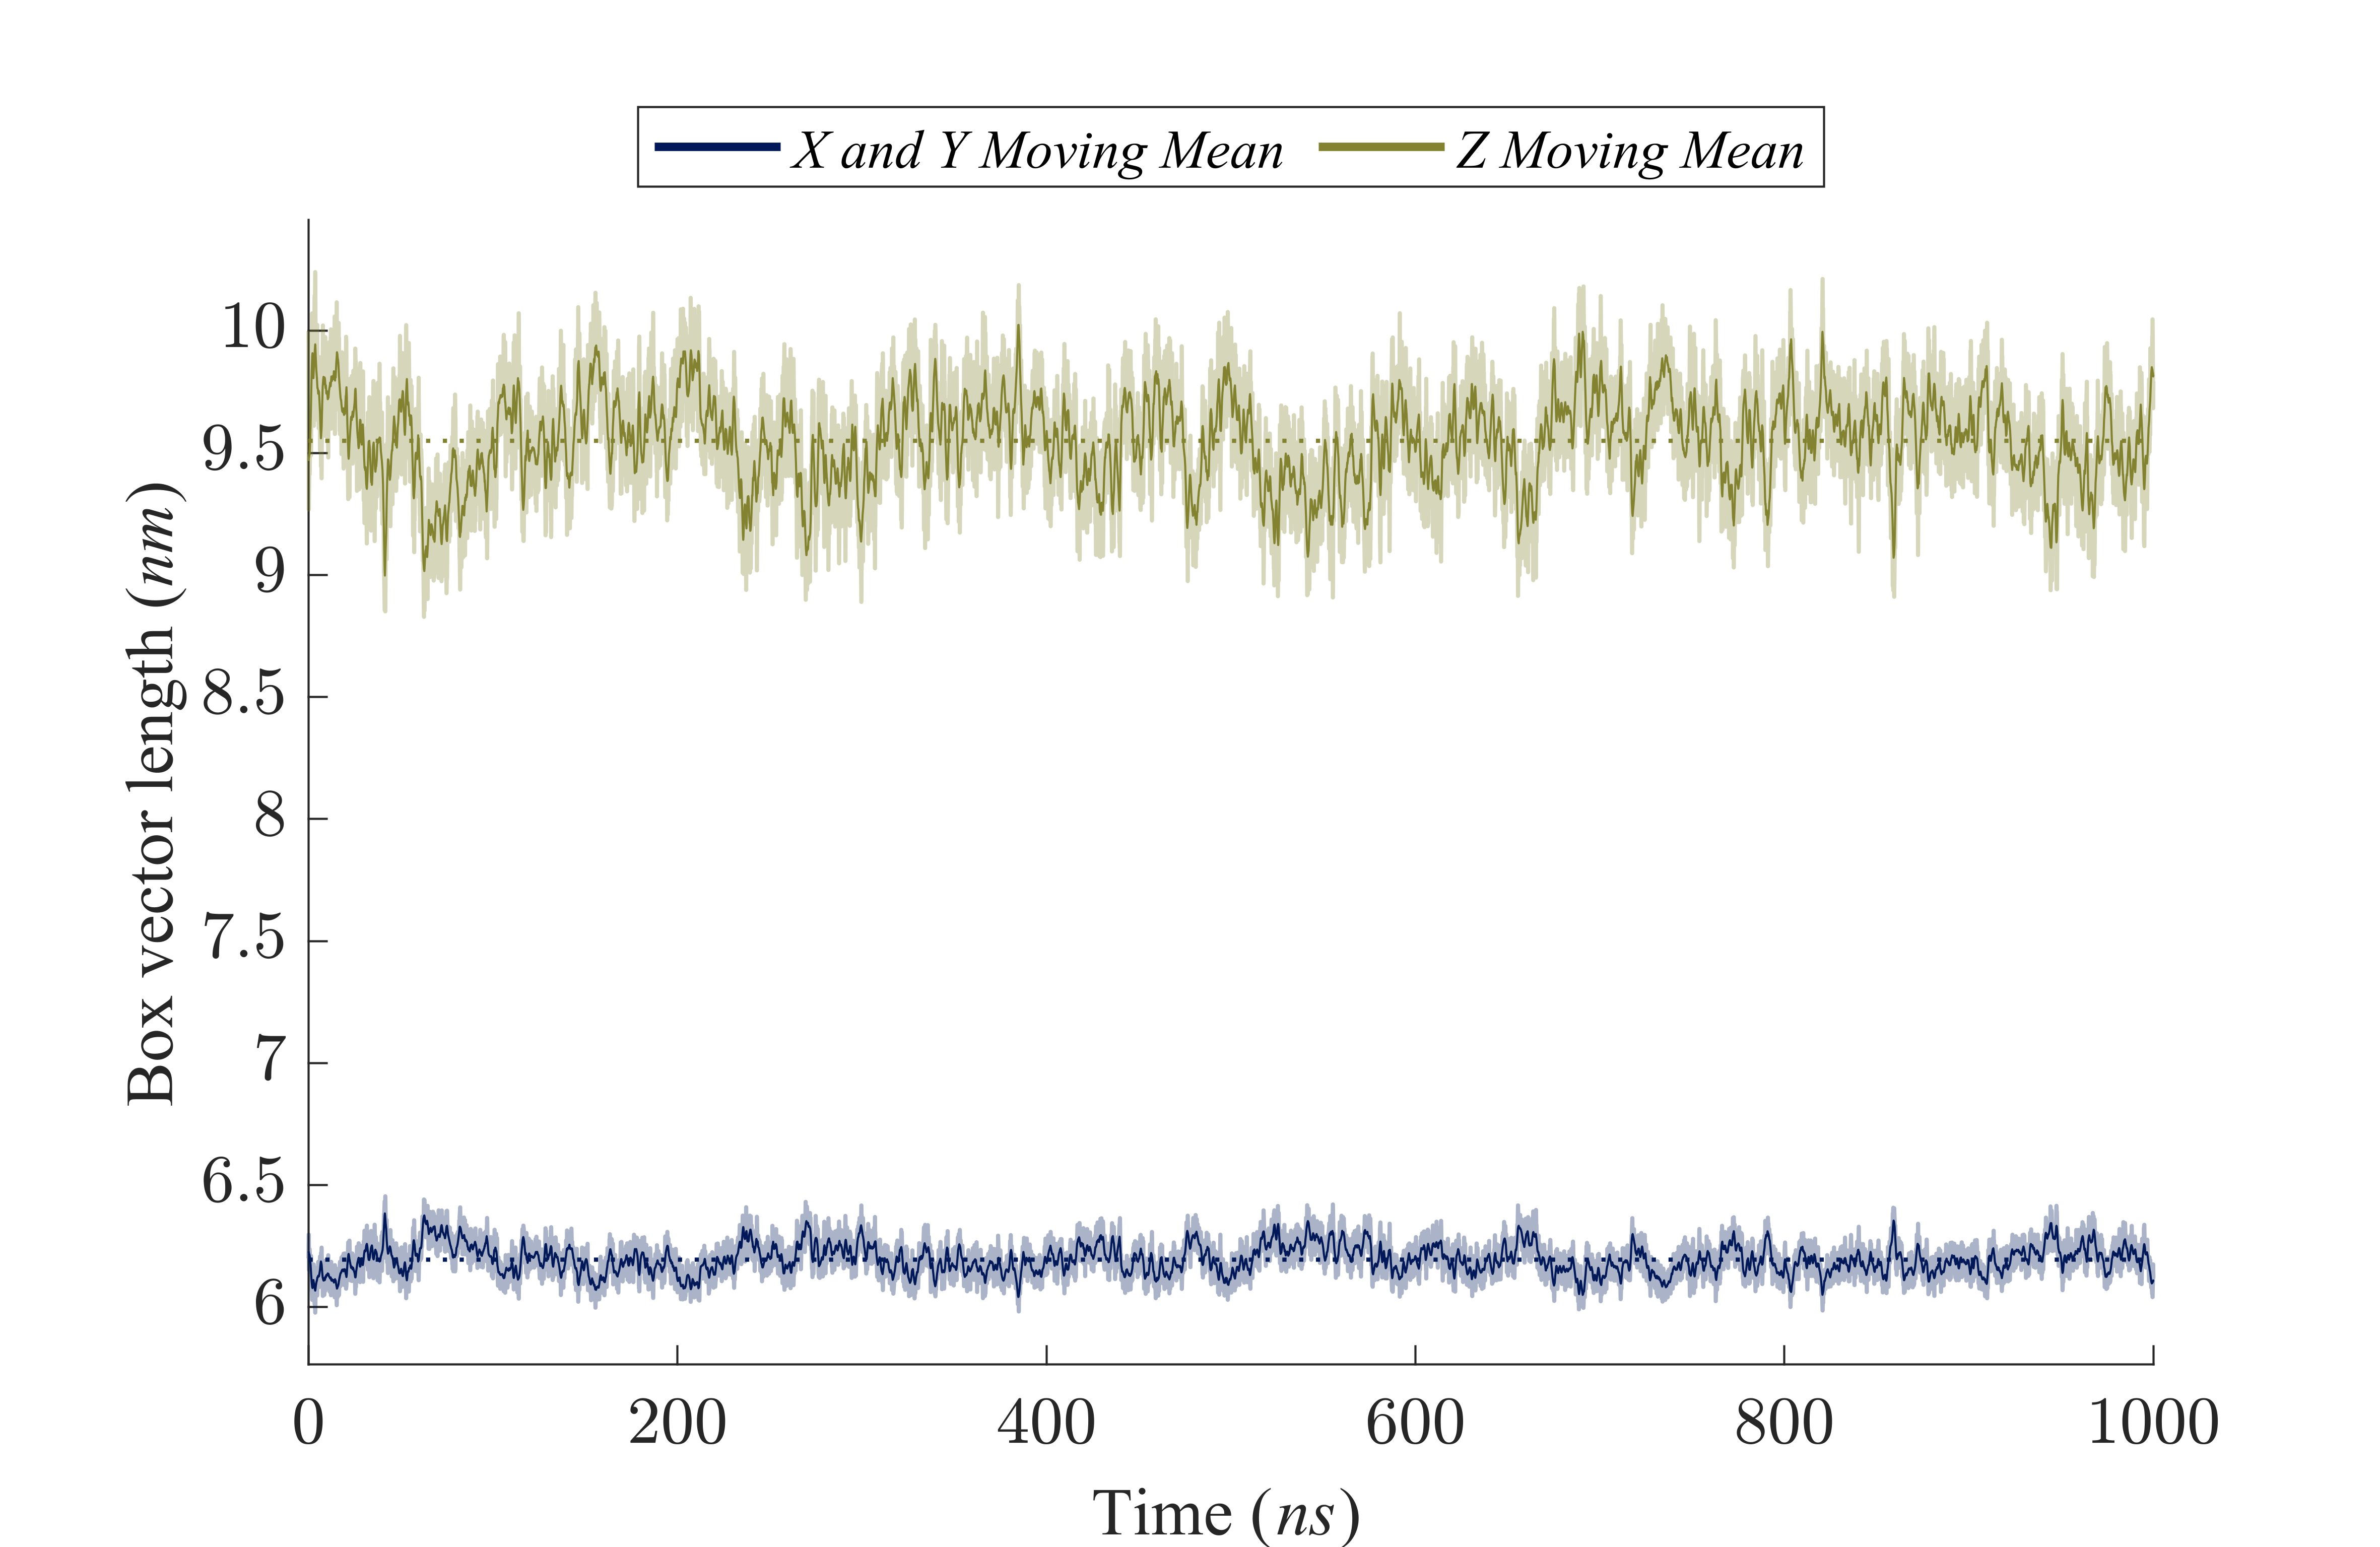 X and Y Moving Mean Z Moving Mean
Box vector length (nm)
10
9.5
9
8.5
8
7.5
7
6.5
6
0 200 400 600 800 1000
Time (ns)